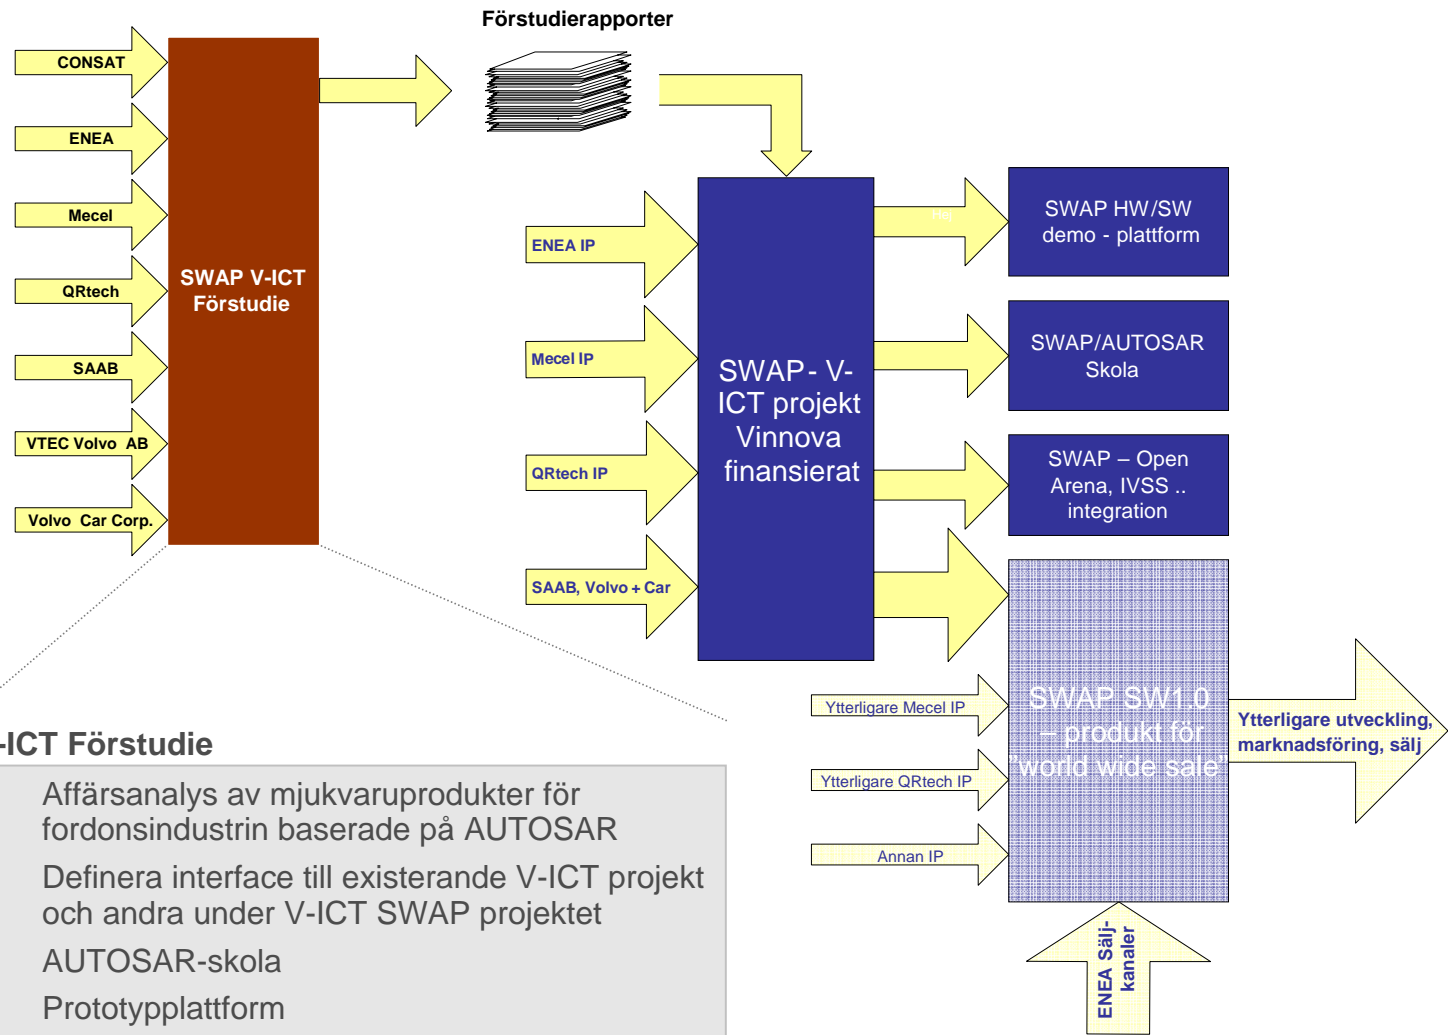 Förstudierapporter
CONSAT
ENEA
Mecel
QRtech
SAAB
VTEC Volvo AB
Volvo Car Corp.
SWAP V-ICT
Förstudie
ENEA IP
Mecel IP
QRtech IP
SAAB, Volvo + Car
SWAP - V-
ICT projekt
Vinnova
finansierat
SWAP HW/SW
demo - plattform
SWAP/AUTOSAR
Skola
SWAP – Open
Arena, IVSS ..
integration
Ytterligare Mecel IP
Ytterligare QRtech IP
Annan IP
SWAP SW1.0
– produkt för
"world wide sale"
Ytterligare utveckling,
marknadsföring, sälj
ENEA Sälj-
kanaler
-ICT Förstudie
Affärsanalys av mjukvaruprodukter för
fordonsindustrin baserade på AUTOSAR
Definera interface till existerande V-ICT projekt
och andra under V-ICT SWAP projektet
AUTOSAR-skola
Prototypplattform